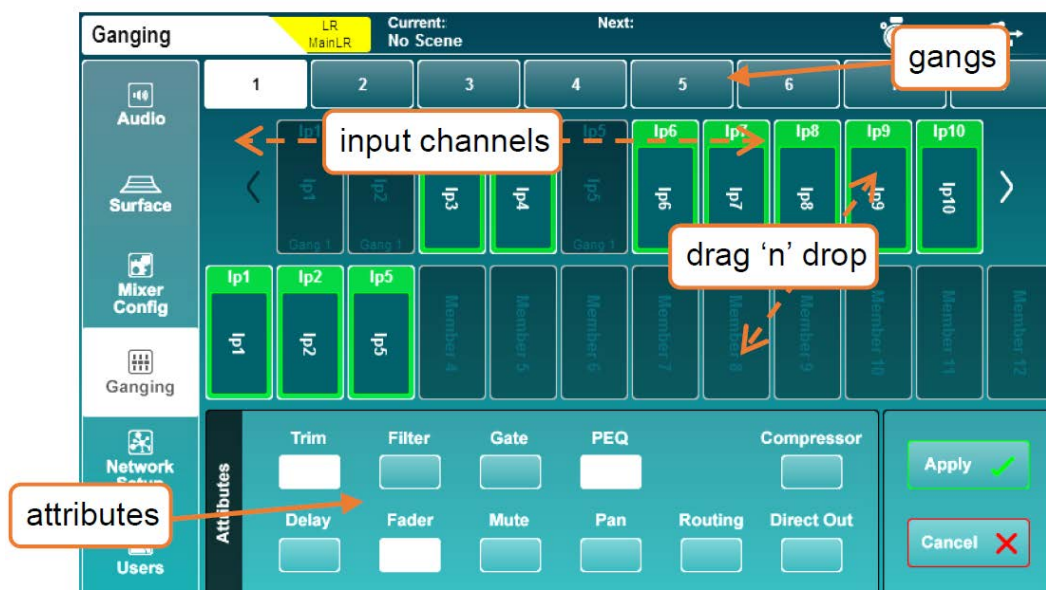 Ganging
LR
MainLR
Current:
No Scene
Next:
gangs
1
2
3
4
5
6
Audio
Surface
Mixer
Config
Ganging
Network
Users
input channels
Ip1
Ip5
Ip6
Ip7
Ip8
Ip9
Ip10
Ip1
Ip2
Ip3
Ip4
Ip5
Ip6
Ip7
Ip8
Ip9
Ip10
Gang 1
Gang 1
Gang 1
drag ‘n’ drop
Ip1
Ip2
Ip5
Ip1
Ip2
Ip5
Member 4
Member 5
Member 6
Member 7
Member 8
Member 9
Member 10
Member 11
Member 12
attributes
Attributes
Trim
Filter
Gate
PEQ
Compressor
Delay
Fader
Mute
Pan
Routing
Direct Out
Apply
Cancel